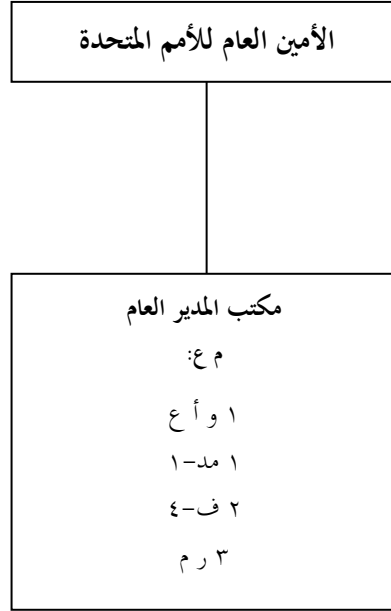 الأمين العام للأمم المتحدة
مكتب المدير العام
م ع:
١ و أ ع
١ مد-١
٢ ف-٤
٣ ر م